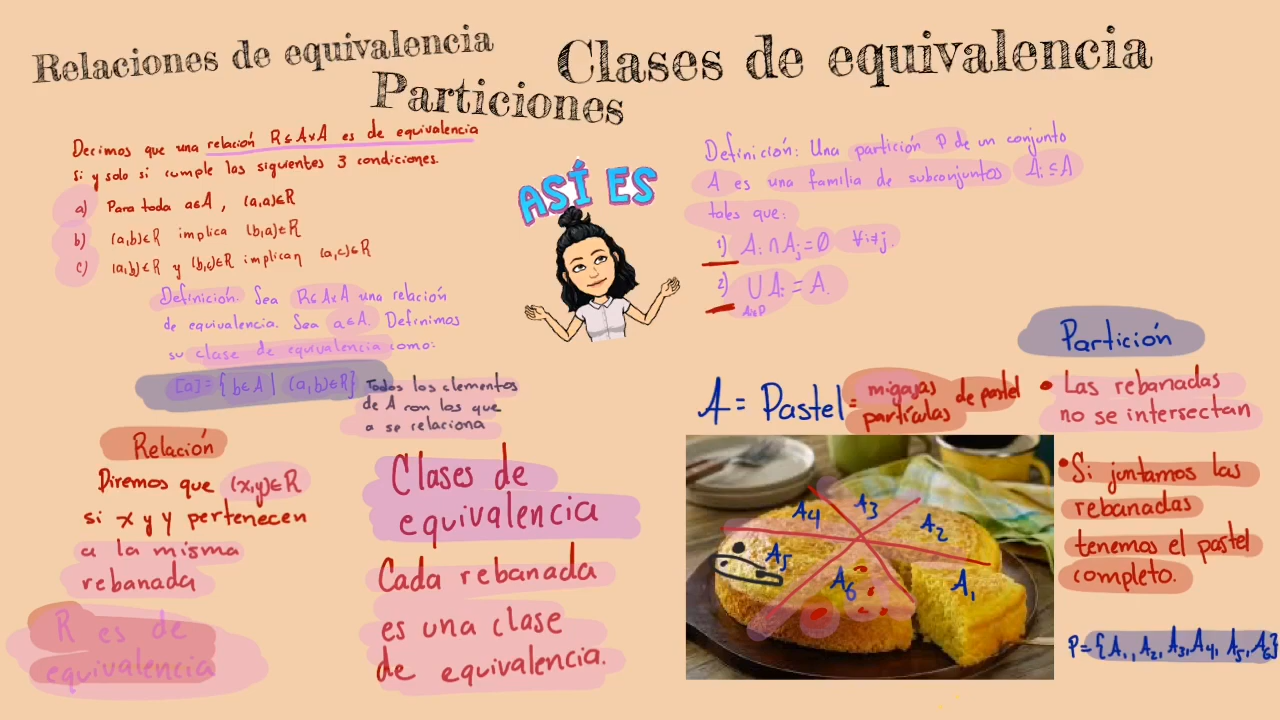 Relaciones de equivalencia
Particiones
Clases de equivalencia
Decimos que una relación R⊆A×A es de equivalencia
si y solo si cumple las siguientes 3 condiciones.
a) Para toda a∈A, (a,a)∈R
b) (a,b)∈R implica (b,a)∈R
c) (a,b)∈R y (b,c)∈R implican (a,c)∈R
Definición. Sea R⊆A×A una relación
de equivalencia. Sea a∈A. Definimos
su clase de equivalencia como:
[a]={b∈A | (a,b)∈R}
Todos los elementos
de A con los que
a se relaciona
Relación
Diremos que (x,y)∈R
si x y y pertenecen
a la misma
rebanada
R es de
equivalencia
Clases de
equivalencia
Cada rebanada
es una clase
de equivalencia.
ASÍ ES
Definición: Una partición P de un conjunto
A es una familia de subconjuntos Ai⊆A
tales que:
1) Ai∩Aj=∅ ∀i≠j.
2) ⋃ Ai = A.
Ai∈P
A = Pastel = migajas de pastel
partículas
A4 A3 A2
A5 A6 A1
Partición
• Las rebanadas
no se intersectan
• Si juntamos las
rebanadas
tenemos el pastel
completo.
P={A1, A2, A3, A4, A5, A6}